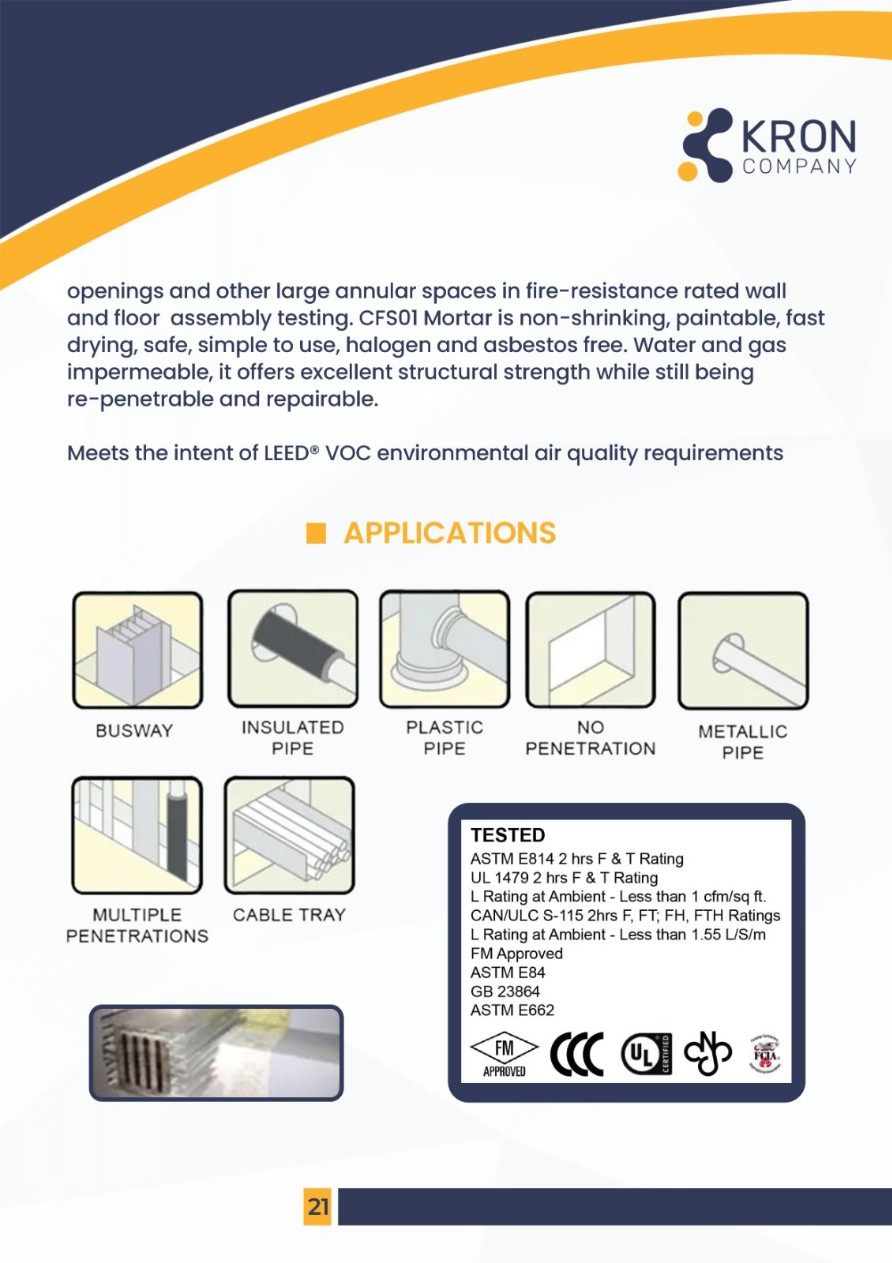 KRON
COMPANY
openings and other large annular spaces in fire-resistance rated wall
and floor assembly testing. CFS01 Mortar is non-shrinking, paintable, fast
drying, safe, simple to use, halogen and asbestos free. Water and gas
impermeable, it offers excellent structural strength while still being
re-penetrable and repairable.
Meets the intent of LEED® VOC environmental air quality requirements
APPLICATIONS
BUSWAY
INSULATED
PIPE
PLASTIC
PIPE
NO
PENETRATION
METALLIC
PIPE
MULTIPLE
PENETRATIONS
CABLE TRAY
TESTED
ASTM E814 2 hrs F & T Rating
UL 1479 2 hrs F & T Rating
L Rating at Ambient - Less than 1 cfm/sq ft.
CAN/ULC S-115 2hrs F, FT; FH, FTH Ratings
L Rating at Ambient - Less than 1.55 L/S/m
FM Approved
ASTM E84
GB 23864
ASTM E662
FM
APPROVED
CCC
UL
CERTIFIED
FCIA
21